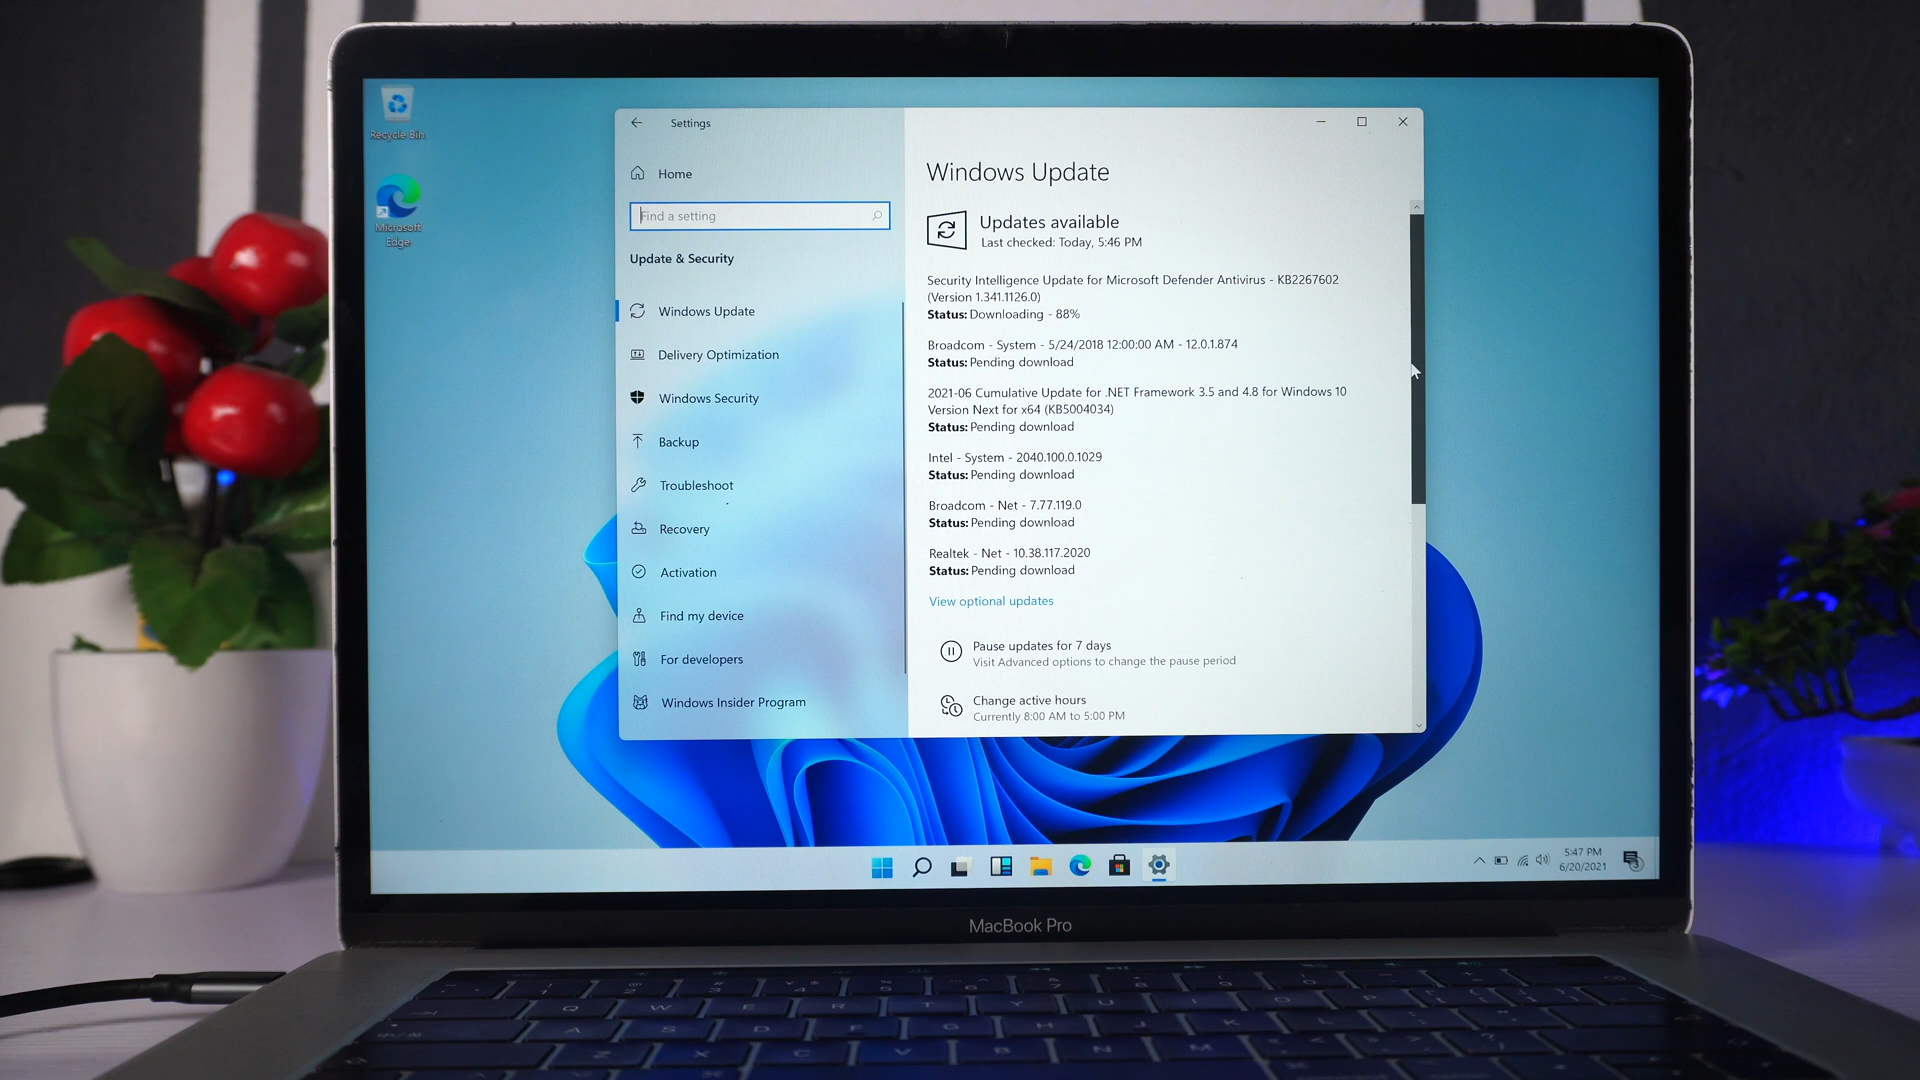 Recycle Bin
Microsoft
Edge
Settings
Home
Find a setting
Update & Security
Windows Update
Delivery Optimization
Windows Security
Backup
Troubleshoot
Recovery
Activation
Find my device
For developers
Windows Insider Program
Windows Update
Updates available
Last checked: Today, 5:46 PM
Security Intelligence Update for Microsoft Defender Antivirus - KB2267602
(Version 1.341.1126.0)
Status: Downloading - 88%
Broadcom - System - 5/24/2018 12:00:00 AM - 12.0.1.874
Status: Pending download
2021-06 Cumulative Update for .NET Framework 3.5 and 4.8 for Windows 10
Version Next for x64 (KB5004034)
Status: Pending download
Intel - System - 2040.100.0.1029
Status: Pending download
Broadcom - Net - 7.77.119.0
Status: Pending download
Realtek - Net - 10.38.117.2020
Status: Pending download
View optional updates
Pause updates for 7 days
Visit Advanced options to change the pause period
Change active hours
Currently 8:00 AM to 5:00 PM
5:47 PM
6/20/2021
3
MacBook Pro
Q W E R T Y U I O P
A S D F G H J K L
Z X C V B N M